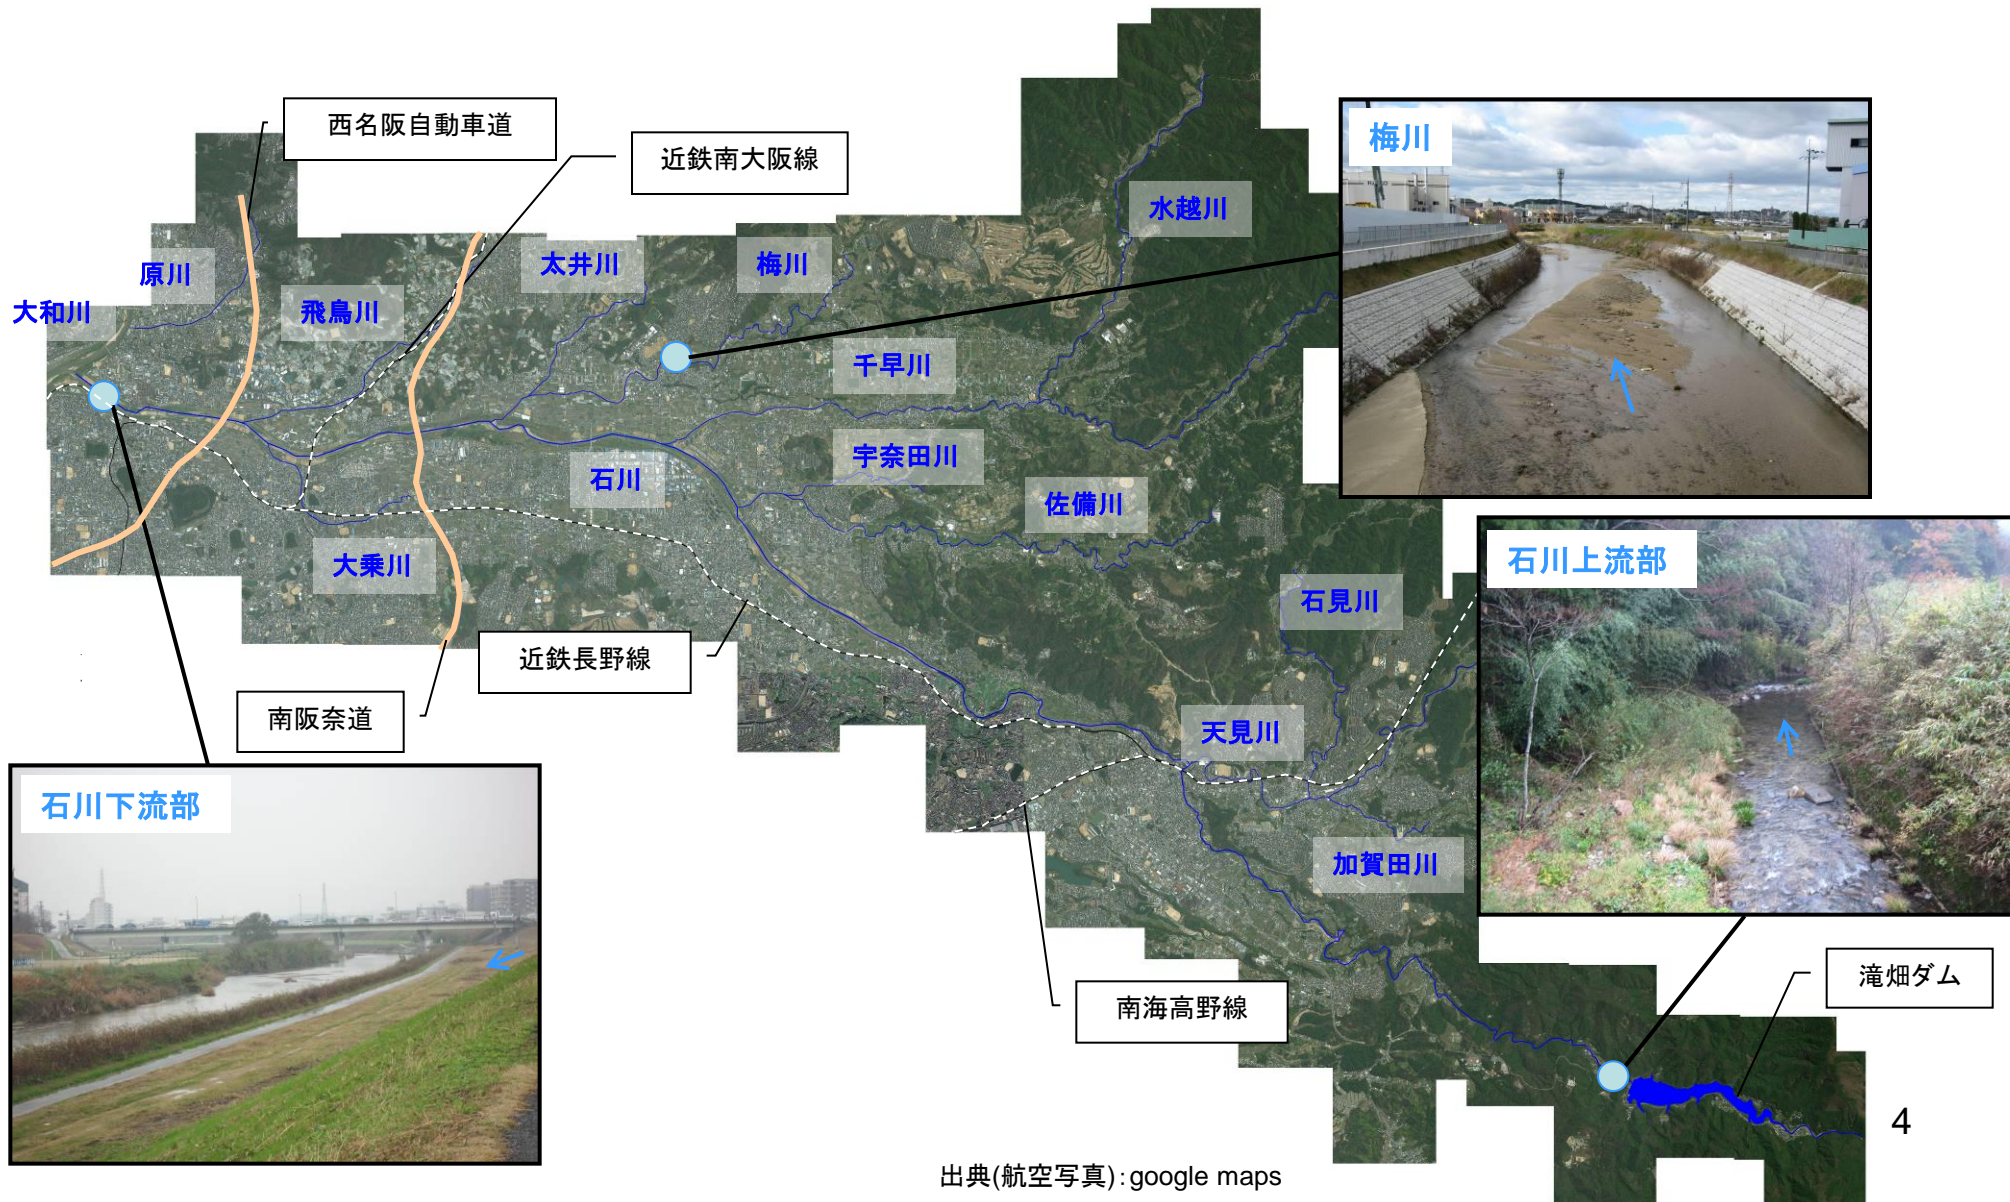 西名阪自動車道
近鉄南大阪線
梅川
水越川
原川
太井川
梅川
大和川
飛鳥川
千早川
宇奈田川
石川
佐備川
大乗川
石川上流部
石見川
近鉄長野線
南阪奈道
天見川
石川下流部
加賀田川
滝畑ダム
南海高野線
4
出典(航空写真):google maps